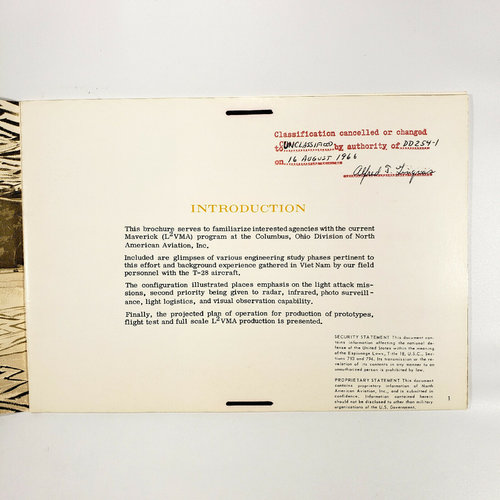 Classification cancelled or changed
to UNCLASSIFIED by authority of DD254-1
on 16 AUGUST 1966
Alfred J.
INTRODUCTION
This brochure serves to familiarize interested agencies with the current
Maverick (L²VMA) program at the Columbus, Ohio Division of North
American Aviation, Inc.
Included are glimpses of various engineering study phases pertinent to
this effort and background experience gathered in Viet Nam by our field
personnel with the T-28 aircraft.
The configuration illustrated places emphasis on the light attack mis-
sions, second priority being given to radar, infrared, photo surveill-
ance, light logistics, and visual observation capability.
Finally, the projected plan of operation for production of prototypes,
flight test and full scale L²VMA production is presented.
SECURITY STATEMENT This document con-
tains information affecting the national de-
fense of the United States within the meaning
of the Espionage Laws, Title 18, U.S.C., Sec-
tions 793 and 794. Its transmission or the re-
velation of its contents in any manner to an
unauthorized person is prohibited by law.
PROPRIETARY STATEMENT This document
contains proprietary information of North
American Aviation, Inc., and is submitted in
confidence. Information contained herein
should not be disclosed to other than military
organizations of the U.S. Government.
1